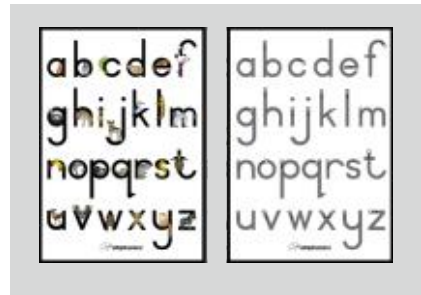 abcdef
ghijklm
nopqrst
uvwxyz
abcdef
ghijklm
nopqrst
uvwxyz